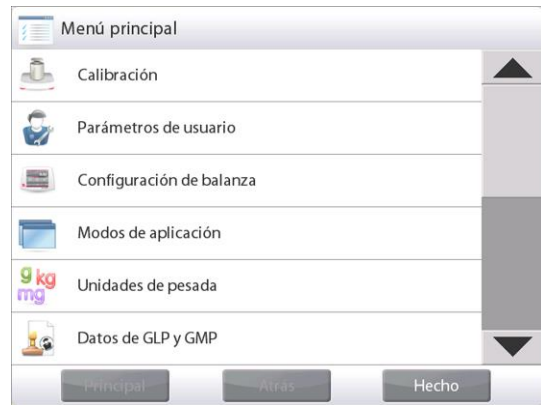 Menú principal
Calibración
Parámetros de usuario
Configuración de balanza
Modos de aplicación
g kg
mg
Unidades de pesada
Datos de GLP y GMP
Principal Atrás Hecho